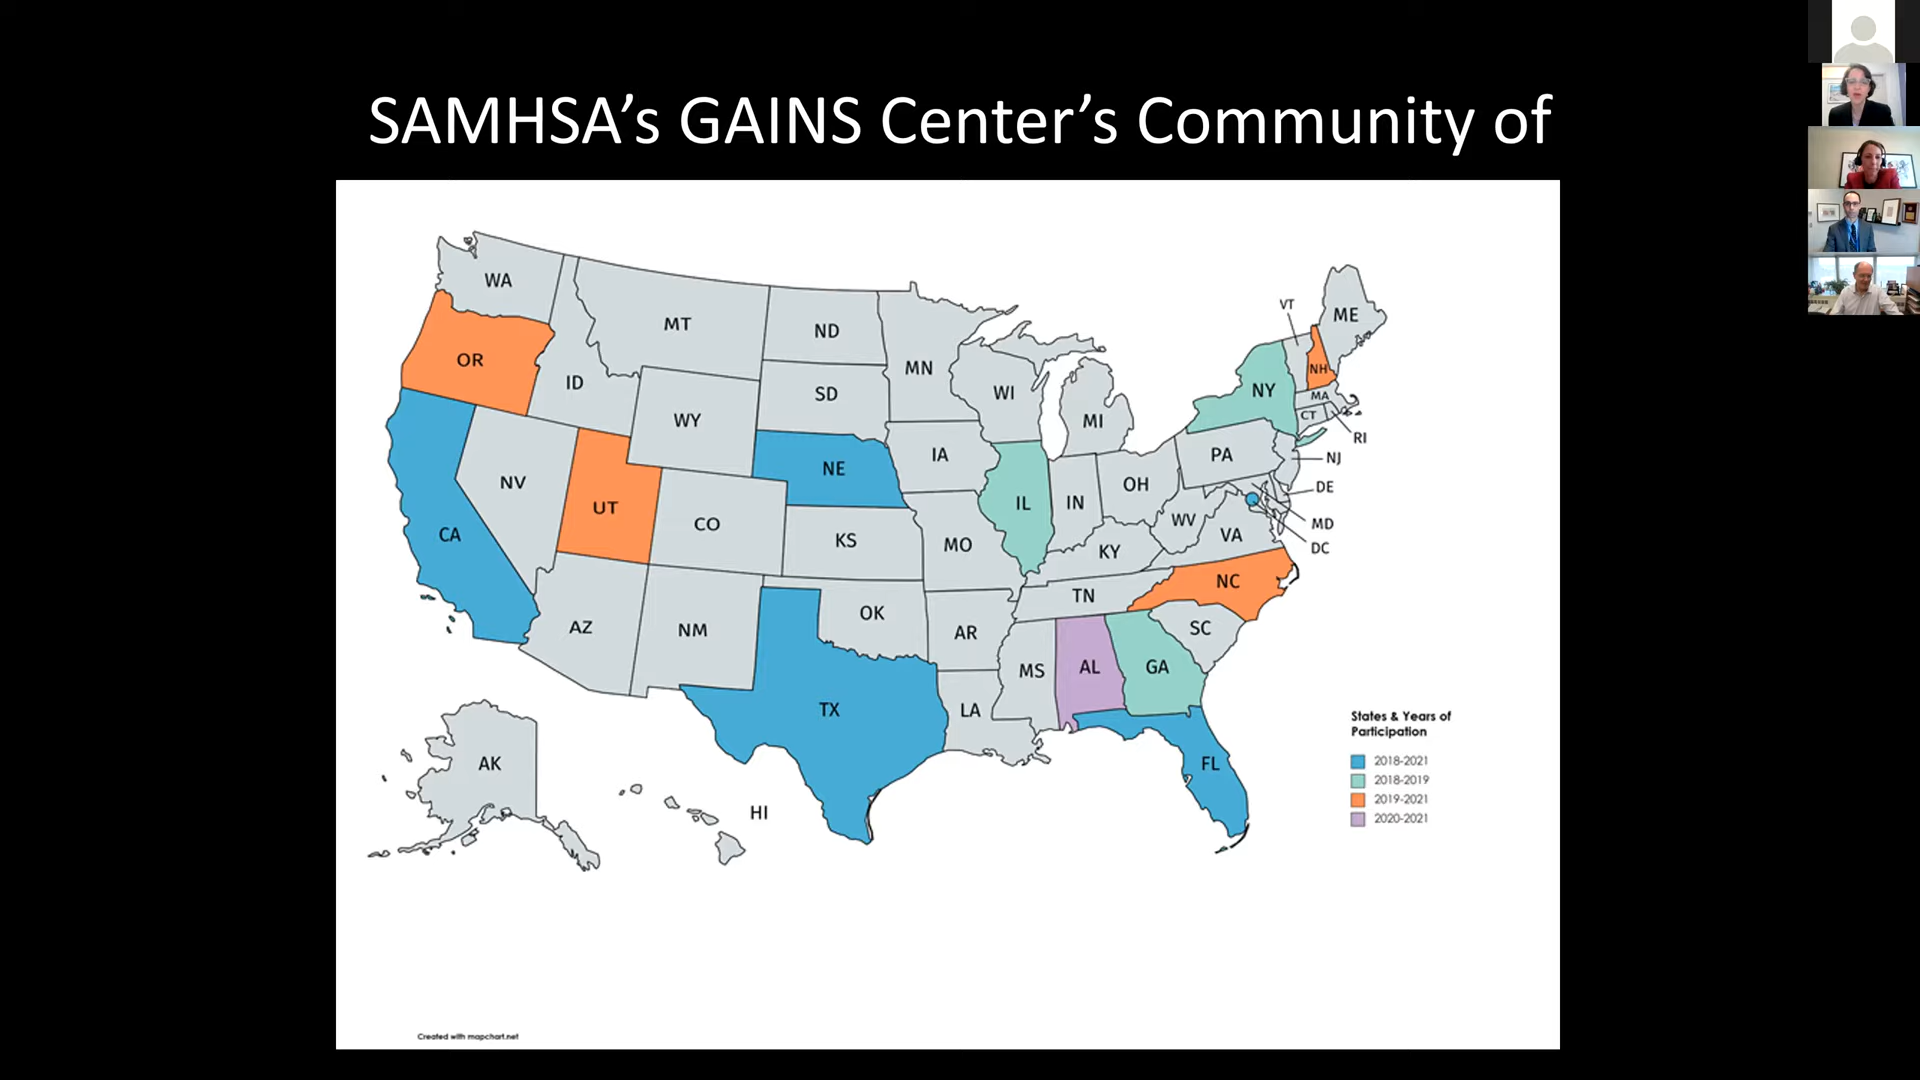 SAMHSA’s GAINS Center’s Community of
WA
OR
CA
NV
ID
MT
WY
UT
CO
AZ
NM
ND
SD
NE
KS
OK
TX
MN
IA
MO
AR
LA
WI
IL
MI
IN
OH
KY
TN
MS
AL
GA
FL
SC
NC
VA
WV
PA
NY
VT
NH
ME
MA
CT
RI
NJ
DE
MD
DC
AK
HI
States & Years of
Participation
2018-2021
2018-2019
2019-2021
2020-2021
Created with mapchart.net